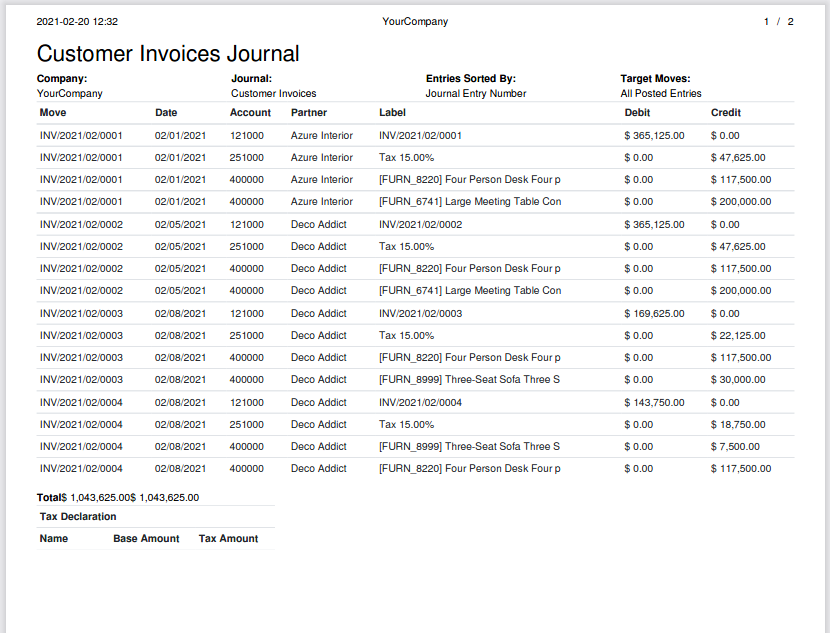 2021-02-20 12:32 YourCompany 1 / 2
Customer Invoices Journal
Company: Journal: Entries Sorted By: Target Moves:
YourCompany Customer Invoices Journal Entry Number All Posted Entries
Move Date Account Partner Label Debit Credit
INV/2021/02/0001 02/01/2021 121000 Azure Interior INV/2021/02/0001 $ 365,125.00 $ 0.00
INV/2021/02/0001 02/01/2021 251000 Azure Interior Tax 15.00% $ 0.00 $ 47,625.00
INV/2021/02/0001 02/01/2021 400000 Azure Interior [FURN_8220] Four Person Desk Four p $ 0.00 $ 117,500.00
INV/2021/02/0001 02/01/2021 400000 Azure Interior [FURN_6741] Large Meeting Table Con $ 0.00 $ 200,000.00
INV/2021/02/0002 02/05/2021 121000 Deco Addict INV/2021/02/0002 $ 365,125.00 $ 0.00
INV/2021/02/0002 02/05/2021 251000 Deco Addict Tax 15.00% $ 0.00 $ 47,625.00
INV/2021/02/0002 02/05/2021 400000 Deco Addict [FURN_8220] Four Person Desk Four p $ 0.00 $ 117,500.00
INV/2021/02/0002 02/05/2021 400000 Deco Addict [FURN_6741] Large Meeting Table Con $ 0.00 $ 200,000.00
INV/2021/02/0003 02/08/2021 121000 Deco Addict INV/2021/02/0003 $ 169,625.00 $ 0.00
INV/2021/02/0003 02/08/2021 251000 Deco Addict Tax 15.00% $ 0.00 $ 22,125.00
INV/2021/02/0003 02/08/2021 400000 Deco Addict [FURN_8220] Four Person Desk Four p $ 0.00 $ 117,500.00
INV/2021/02/0003 02/08/2021 400000 Deco Addict [FURN_8999] Three-Seat Sofa Three S $ 0.00 $ 30,000.00
INV/2021/02/0004 02/08/2021 121000 Deco Addict INV/2021/02/0004 $ 143,750.00 $ 0.00
INV/2021/02/0004 02/08/2021 251000 Deco Addict Tax 15.00% $ 0.00 $ 18,750.00
INV/2021/02/0004 02/08/2021 400000 Deco Addict [FURN_8999] Three-Seat Sofa Three S $ 0.00 $ 7,500.00
INV/2021/02/0004 02/08/2021 400000 Deco Addict [FURN_8220] Four Person Desk Four p $ 0.00 $ 117,500.00
Total$ 1,043,625.00$ 1,043,625.00
Tax Declaration
Name Base Amount Tax Amount